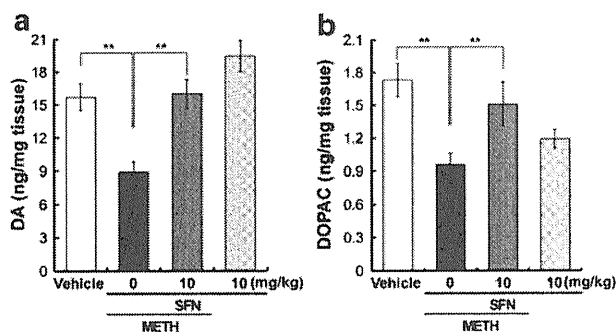 a
DA (ng/mg tissue)
21
18
15
12
9
6
3
0
** **
Vehicle 0 10 10 (mg/kg)
SFN
METH
b
DOPAC (ng/mg tissue)
2.1
1.8
1.5
1.2
0.9
0.6
0.3
0
** **
Vehicle 0 10 10 (mg/kg)
SFN
METH